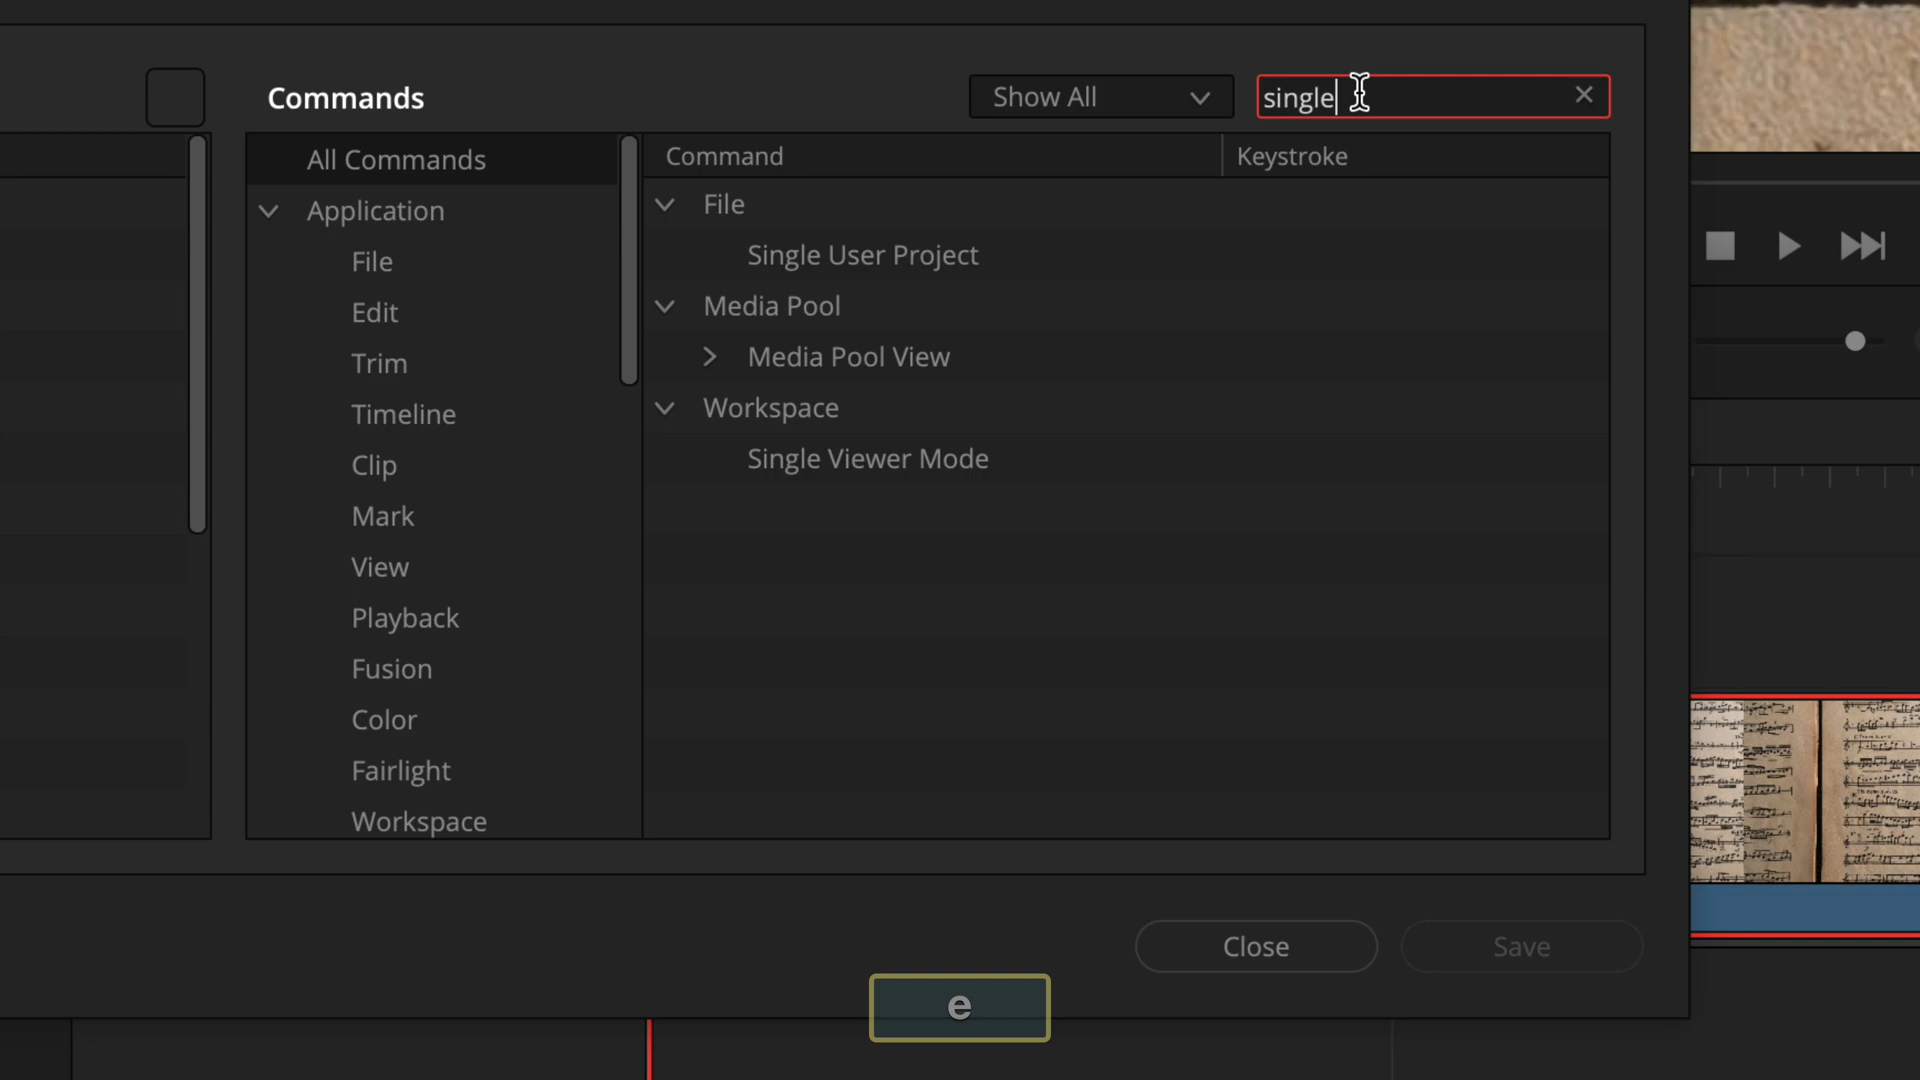 Commands
Show All
single
All Commands
Application
File
Edit
Trim
Timeline
Clip
Mark
View
Playback
Fusion
Color
Fairlight
Workspace
Command
Keystroke
File
Single User Project
Media Pool
Media Pool View
Workspace
Single Viewer Mode
Close
Save
e